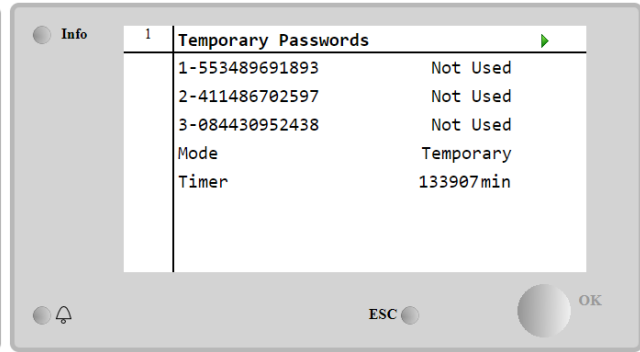 Info
1
Temporary Passwords
1-553489691893 Not Used
2-411486702597 Not Used
3-084430952438 Not Used
Mode Temporary
Timer 133907min
ESC
OK